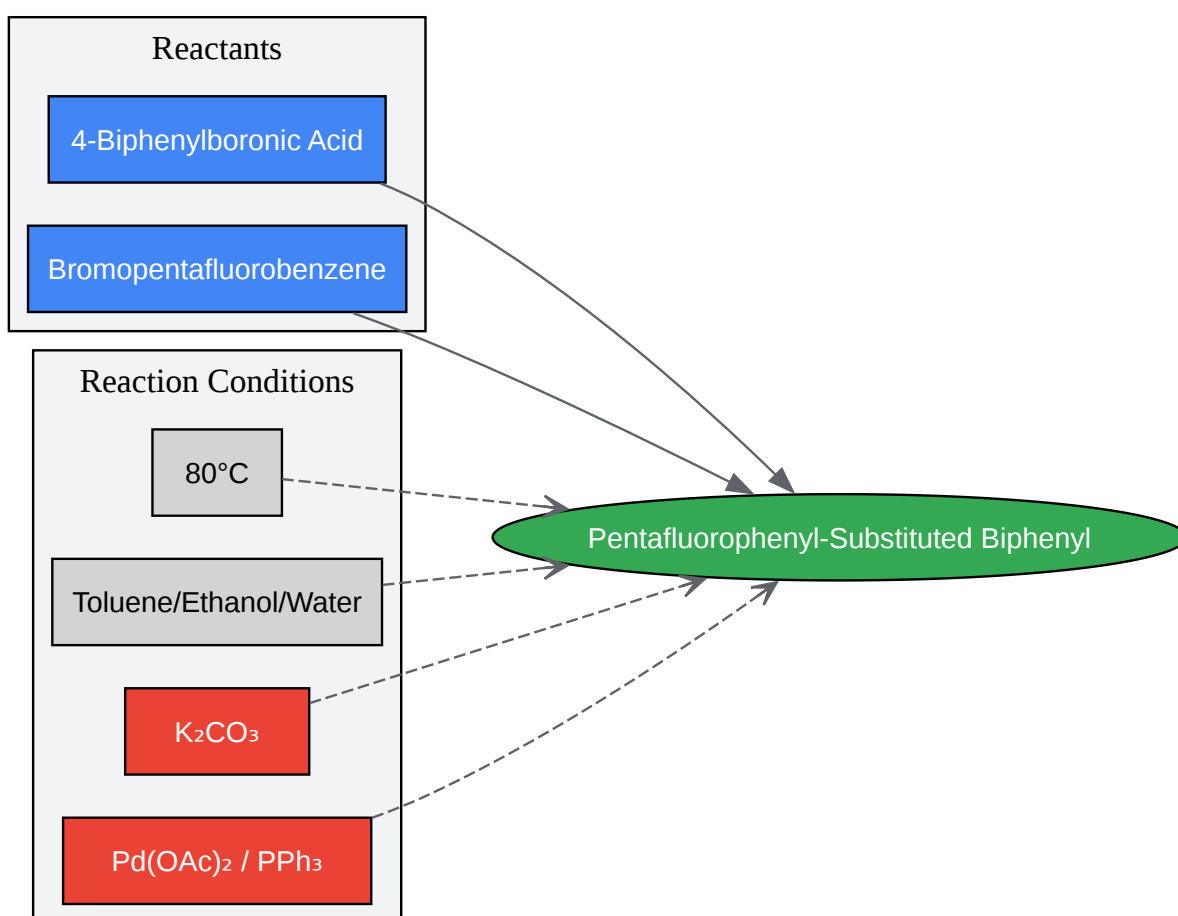 Reactants
4-Biphenylboronic Acid
Bromopentafluorobenzene
Reaction Conditions
80°C
Toluene/Ethanol/Water
K₂CO₃
Pd(OAc)₂ / PPh₃
Pentafluorophenyl-Substituted Biphenyl